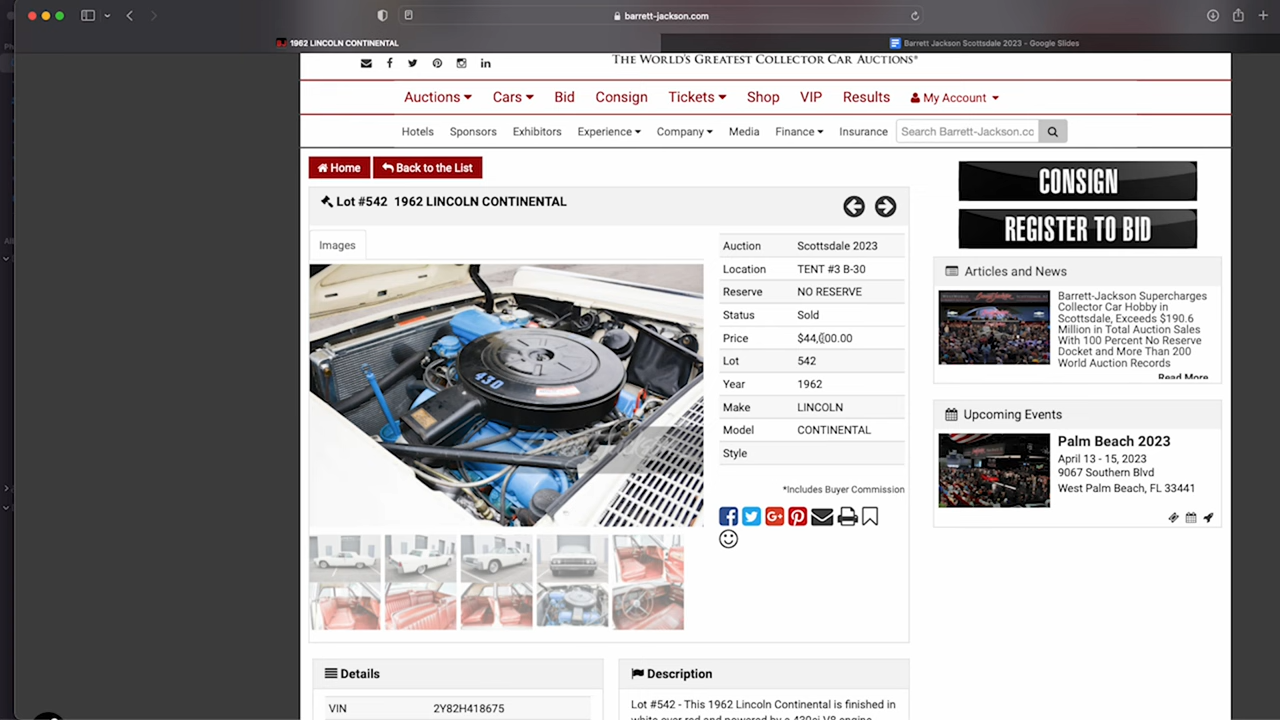 barrett-jackson.com
1962 LINCOLN CONTINENTAL
Barrett Jackson Scottsdale 2023 - Google Slides
THE WORLD'S GREATEST COLLECTOR CAR AUCTIONS®
Auctions Cars Bid Consign Tickets Shop VIP Results My Account
Hotels Sponsors Exhibitors Experience Company Media Finance Insurance Search Barrett-Jackson.cc
Home Back to the List
Lot #542 1962 LINCOLN CONTINENTAL
Images
430
Auction Scottsdale 2023
Location TENT #3 B-30
Reserve NO RESERVE
Status Sold
Price $44,000.00
Lot 542
Year 1962
Make LINCOLN
Model CONTINENTAL
Style
*Includes Buyer Commission
CONSIGN
REGISTER TO BID
Articles and News
Barrett-Jackson Supercharges
Collector Car Hobby in
Scottsdale, Exceeds $190.6
Million in Total Auction Sales
With 100 Percent No Reserve
Docket and More Than 200
World Auction Records
Read More
Upcoming Events
Palm Beach 2023
April 13 - 15, 2023
9067 Southern Blvd
West Palm Beach, FL 33441
Details
VIN 2Y82H418675
Description
Lot #542 - This 1962 Lincoln Continental is finished in
white over red and powered by a 430ci V8 engine